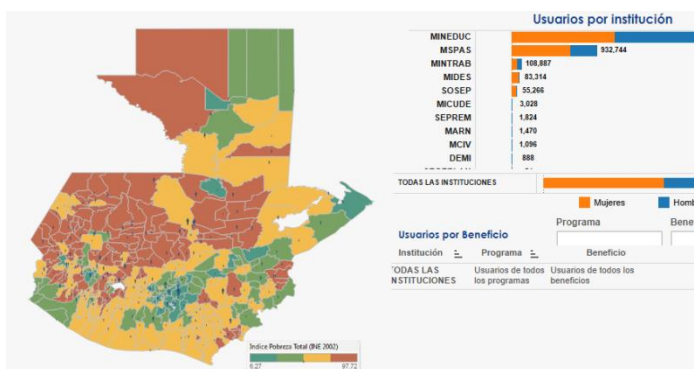 Usuarios por institución
MINEDUC
MSPAS 932,744
MINTRAB 108,887
MIDES 83,314
SOSEP 55,266
MICUDE 3,028
SEPREM 1,824
MARN 1,470
MCIV 1,096
DEMI 888
TODAS LAS INSTITUCIONES
Mujeres Homb
Programa Bene
Usuarios por Beneficio
Institución Programa Beneficio
TODAS LAS Usuarios de todos Usuarios de todos los
NSTITUCIONES los programas beneficios
Indice Pobreza Total (INE 2002)
6.27 97.72